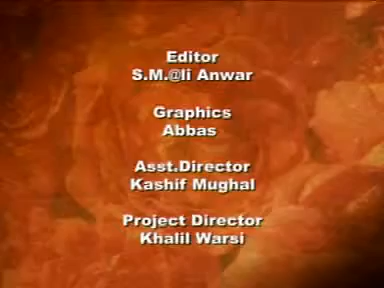 Editor
S.M.@li Anwar
Graphics
Abbas
Asst.Director
Kashif Mughal
Project Director
Khalil Warsi